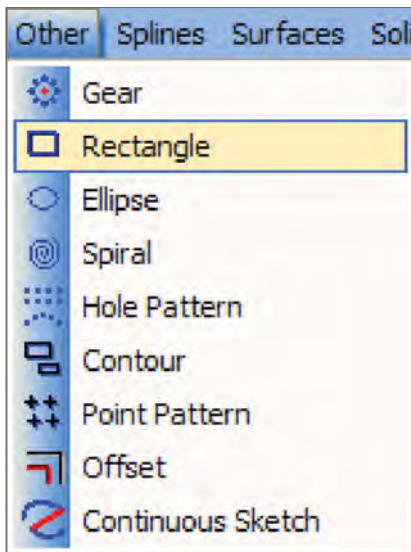 Other Splines Surfaces
Gear
Rectangle
Ellipse
Spiral
Hole Pattern
Contour
Point Pattern
Offset
Continuous Sketch